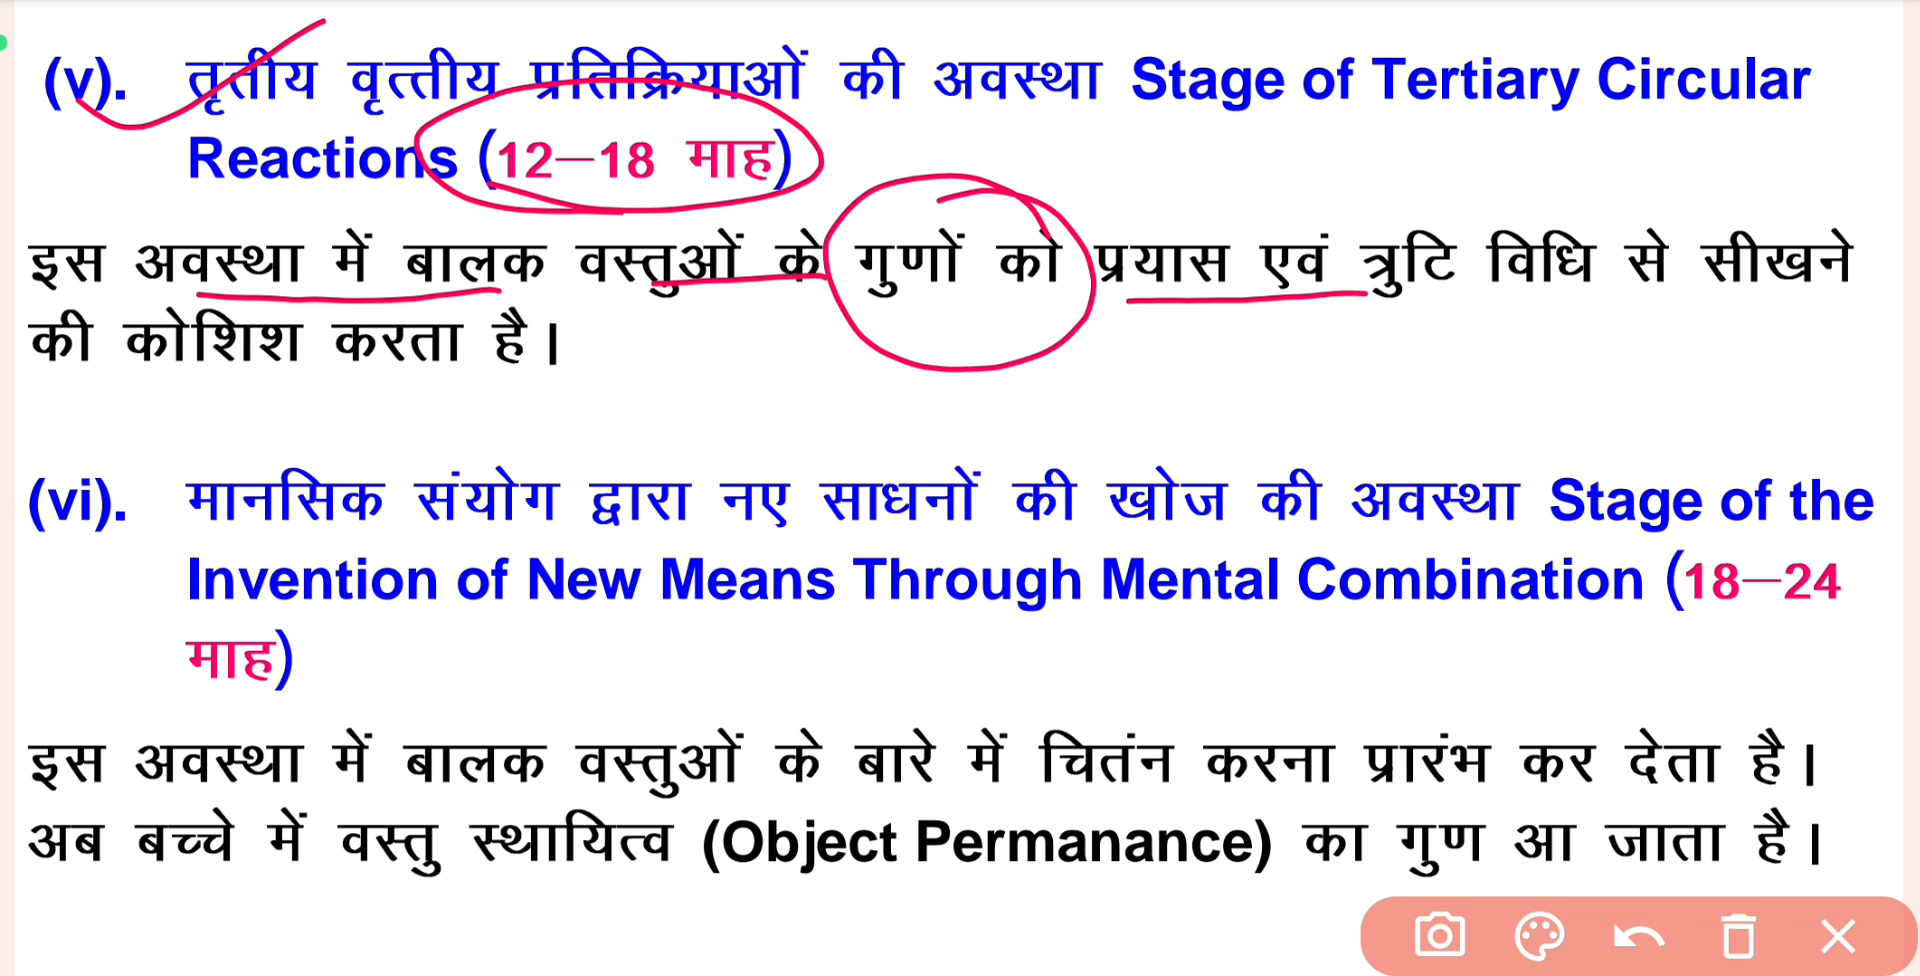 (v). तृतीय वृत्तीय प्रतिक्रियाओं की अवस्था Stage of Tertiary Circular
Reactions (12–18 माह)
इस अवस्था में बालक वस्तुओं के गुणों को प्रयास एवं त्रुटि विधि से सीखने
की कोशिश करता है।
(vi). मानसिक संयोग द्वारा नए साधनों की खोज की अवस्था Stage of the
Invention of New Means Through Mental Combination (18–24
माह)
इस अवस्था में बालक वस्तुओं के बारे में चितंन करना प्रारंभ कर देता है।
अब बच्चे में वस्तु स्थायित्व (Object Permanance) का गुण आ जाता है।